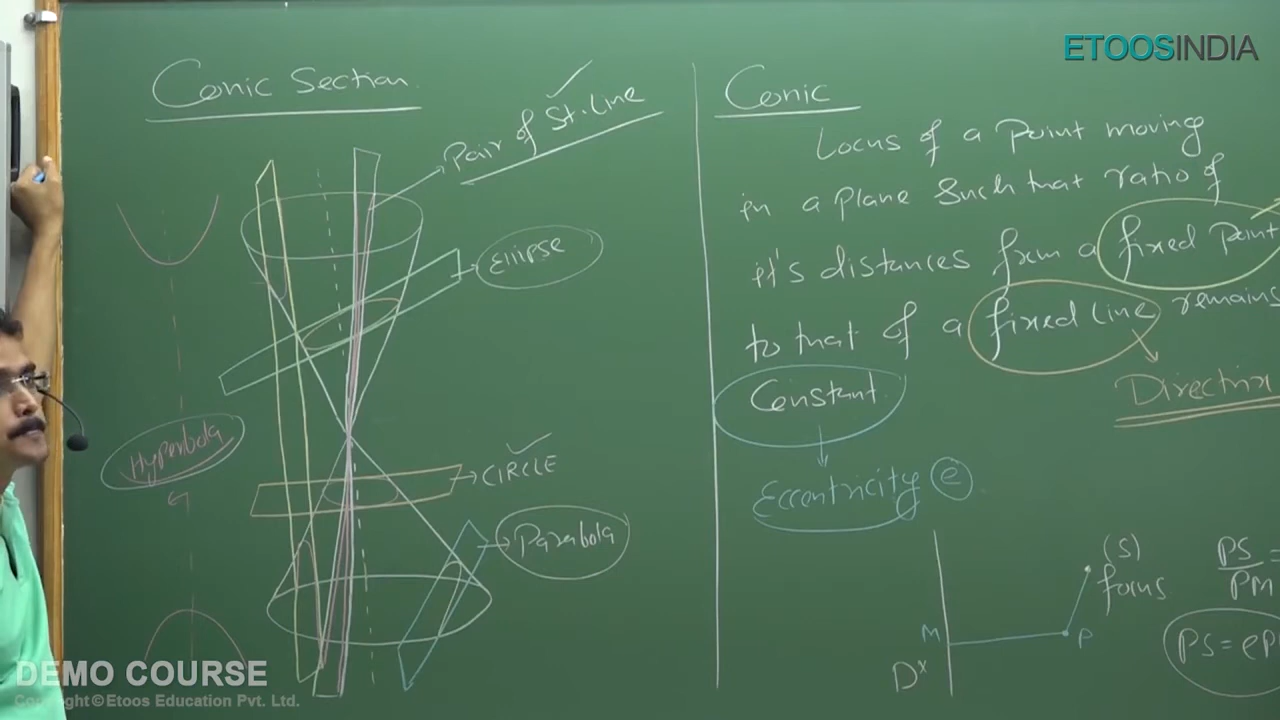 ETOOSINDIA
Conic Section
Pair of St. Line
Ellipse
Hyperbola
CIRCLE
Parabola
Conic
Locus of a Point moving
in a plane such that ratio of
it's distances from a fixed Point
to that of a fixed Line remains
Directrix
Constant
Eccentricity e
(S)
focus
M
P
Dx
PS/PM =
PS = eP
DEMO COURSE
Copyright © Etoos Education Pvt. Ltd.